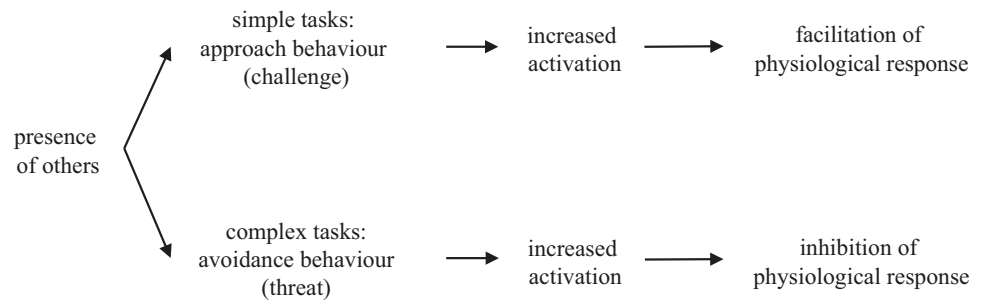 presence
of others
simple tasks:
approach behaviour
(challenge)
increased
activation
facilitation of
physiological response
complex tasks:
avoidance behaviour
(threat)
increased
activation
inhibition of
physiological response